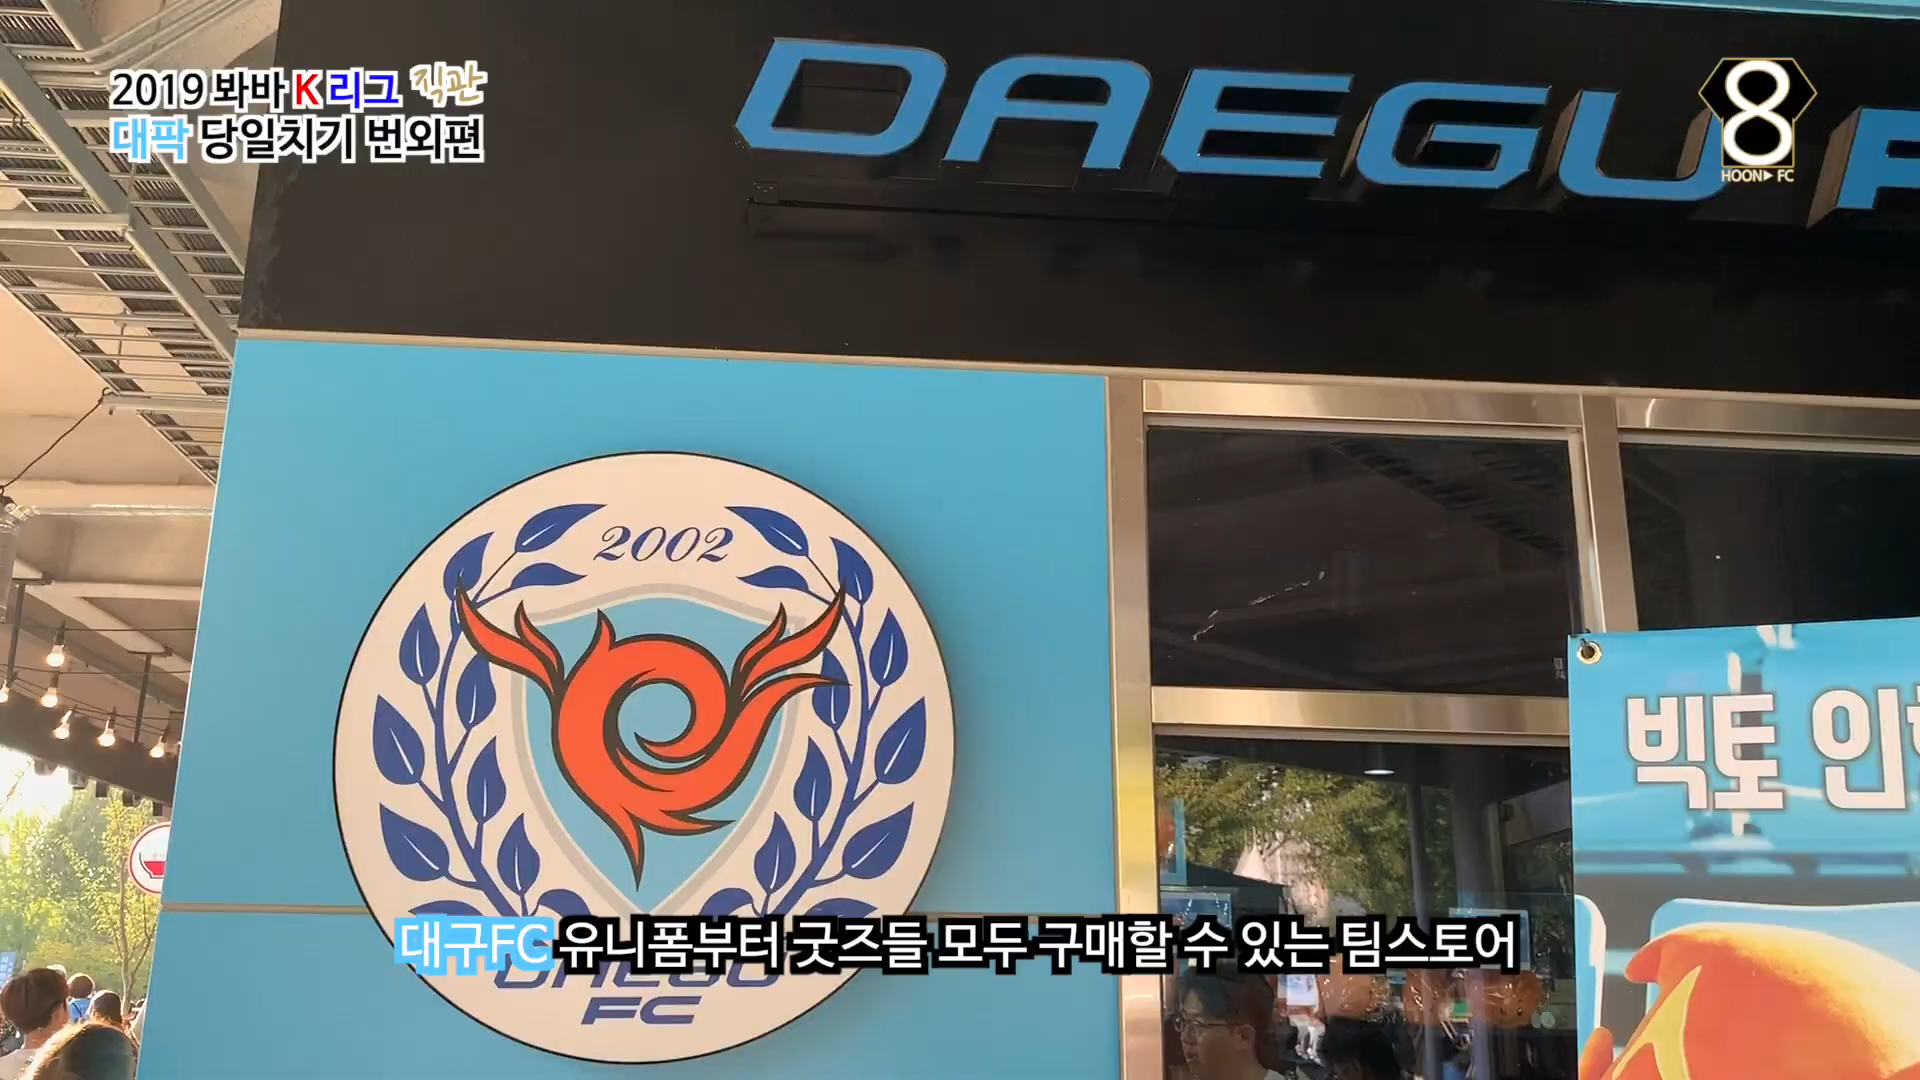 2019 봐바 K리그 직관
대팍 당일치기 번외편
DAEGU F
8
HOON FC
2002
빅토
대구FC 유니폼부터 굿즈들 모두 구매할 수 있는 팀스토어
DAEGU
FC